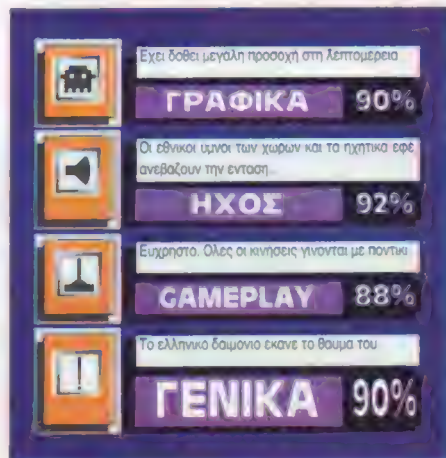 Εχει δοθει μεγάλη προσοχή στη λεπτομερεια
ΓΡΑΦΙΚΑ 90%
Οι εθνικοι υμνοι των χωρων και τα ηχητικα εφε
ανεβαζουν την ενταση
ΗΧΟΣ 92%
Ευχρηστο. Ολες οι κινησεις γινονται με ποντικι
GAMEPLAY 88%
Το ελληνικο δαιμονιο εκανε το θαυμα του
ΓΕΝΙΚΑ 90%